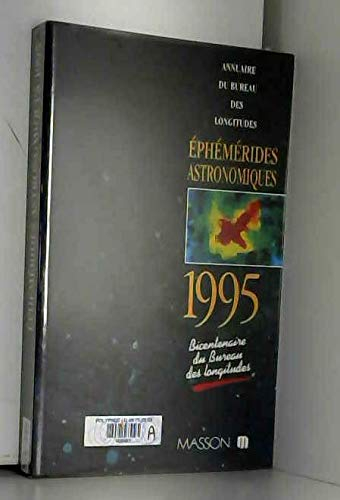 ANNUAIRE
DU BUREAU
DES
LONGITUDES
ÉPHÉMÉRIDES
ASTRONOMIQUES
1995
Bicentenaire
du Bureau
des longitudes
A
MASSON m